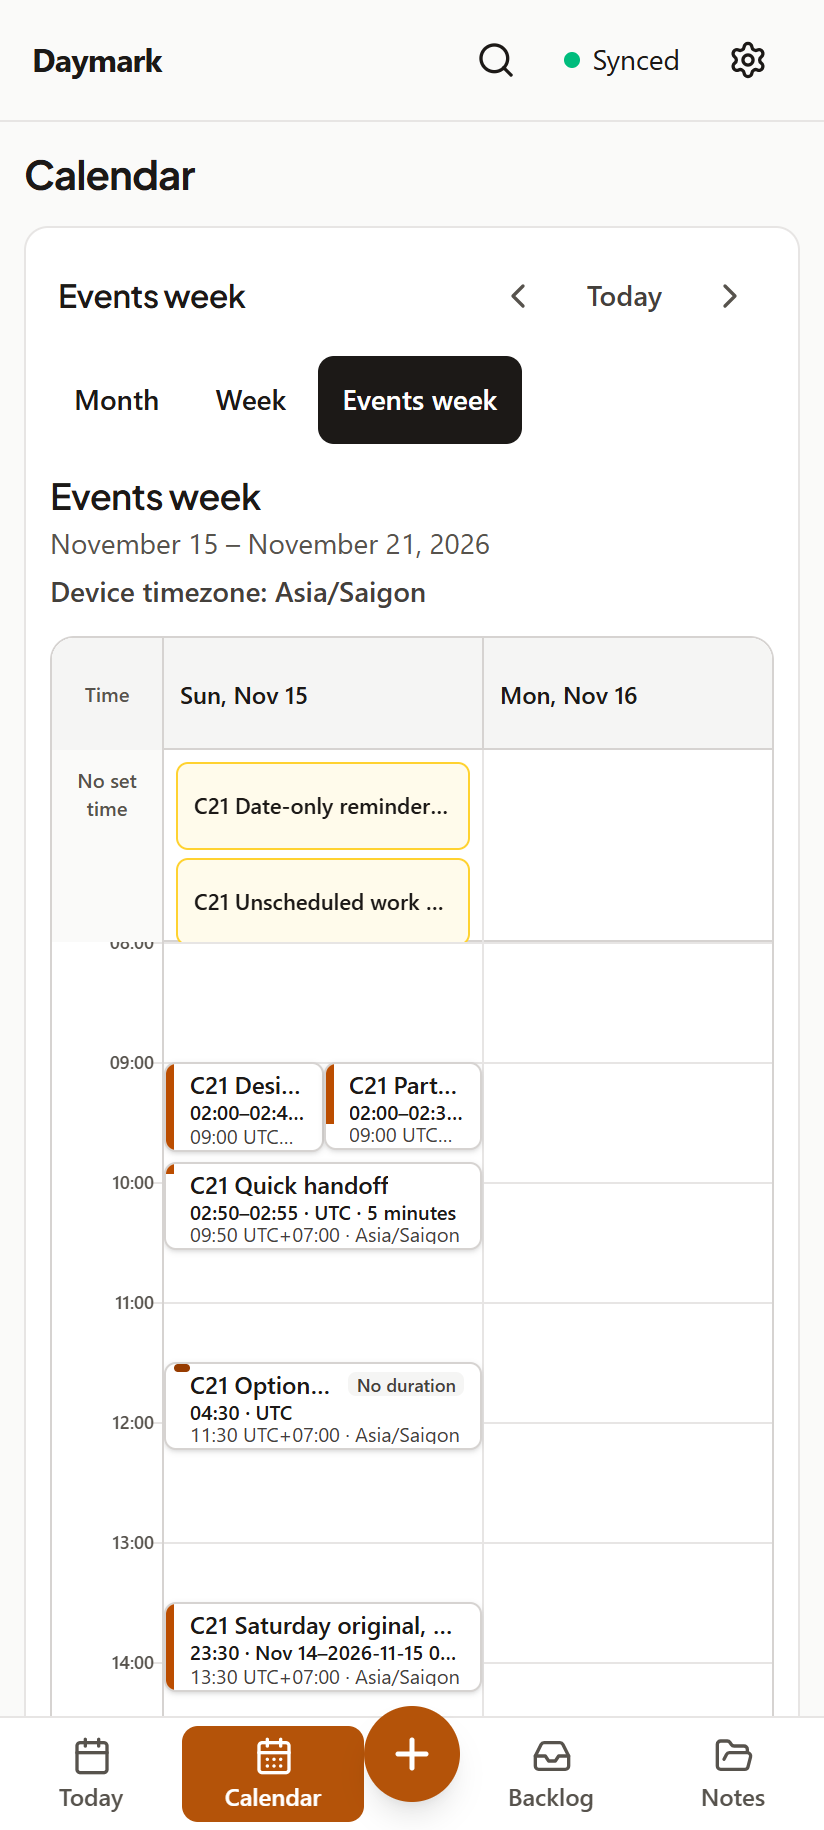 Daymark
Synced
Calendar
Events week
Today
Month
Week
Events week
Events week
November 15 – November 21, 2026
Device timezone: Asia/Saigon
Time
Sun, Nov 15
Mon, Nov 16
No set
time
C21 Date-only reminder...
C21 Unscheduled work ...
08:00
09:00
C21 Desi...
02:00–02:4...
09:00 UTC...
C21 Part...
02:00–02:3...
09:00 UTC...
10:00
C21 Quick handoff
02:50–02:55 · UTC · 5 minutes
09:50 UTC+07:00 · Asia/Saigon
11:00
C21 Option...
No duration
04:30 · UTC
11:30 UTC+07:00 · Asia/Saigon
12:00
13:00
C21 Saturday original, ...
23:30 · Nov 14–2026-11-15 0...
13:30 UTC+07:00 · Asia/Saigon
14:00
Today
Calendar
Backlog
Notes